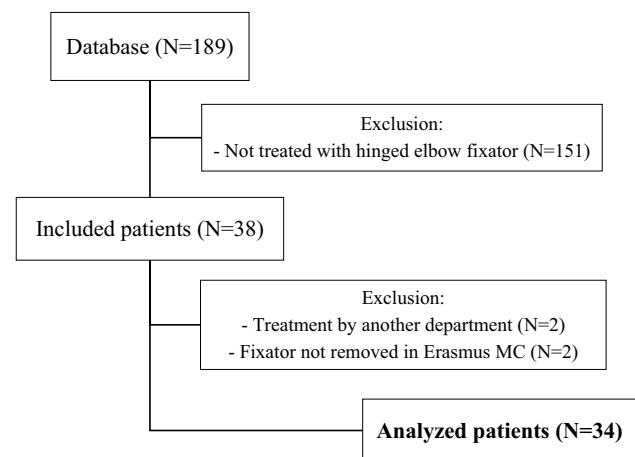 Database (N=189)
Exclusion:
- Not treated with hinged elbow fixator (N=151)
Included patients (N=38)
Exclusion:
- Treatment by another department (N=2)
- Fixator not removed in Erasmus MC (N=2)
Analyzed patients (N=34)